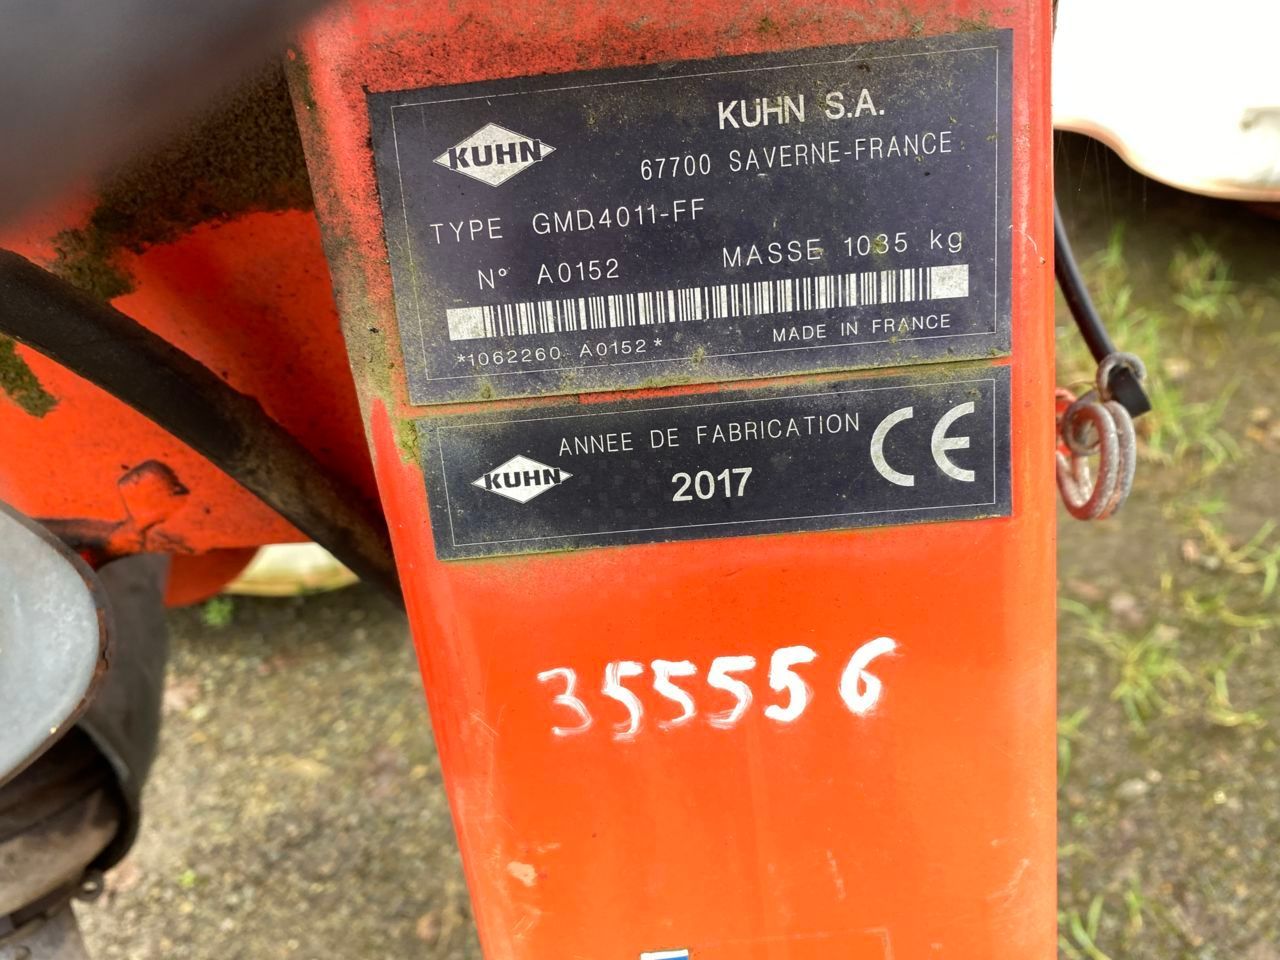 KUHN
KUHN S.A.
67700 SAVERNE-FRANCE
TYPE GMD4011-FF
N° A0152 MASSE 1035 kg
*1062260 A0152*
MADE IN FRANCE
KUHN
ANNEE DE FABRICATION
2017
CE
355556